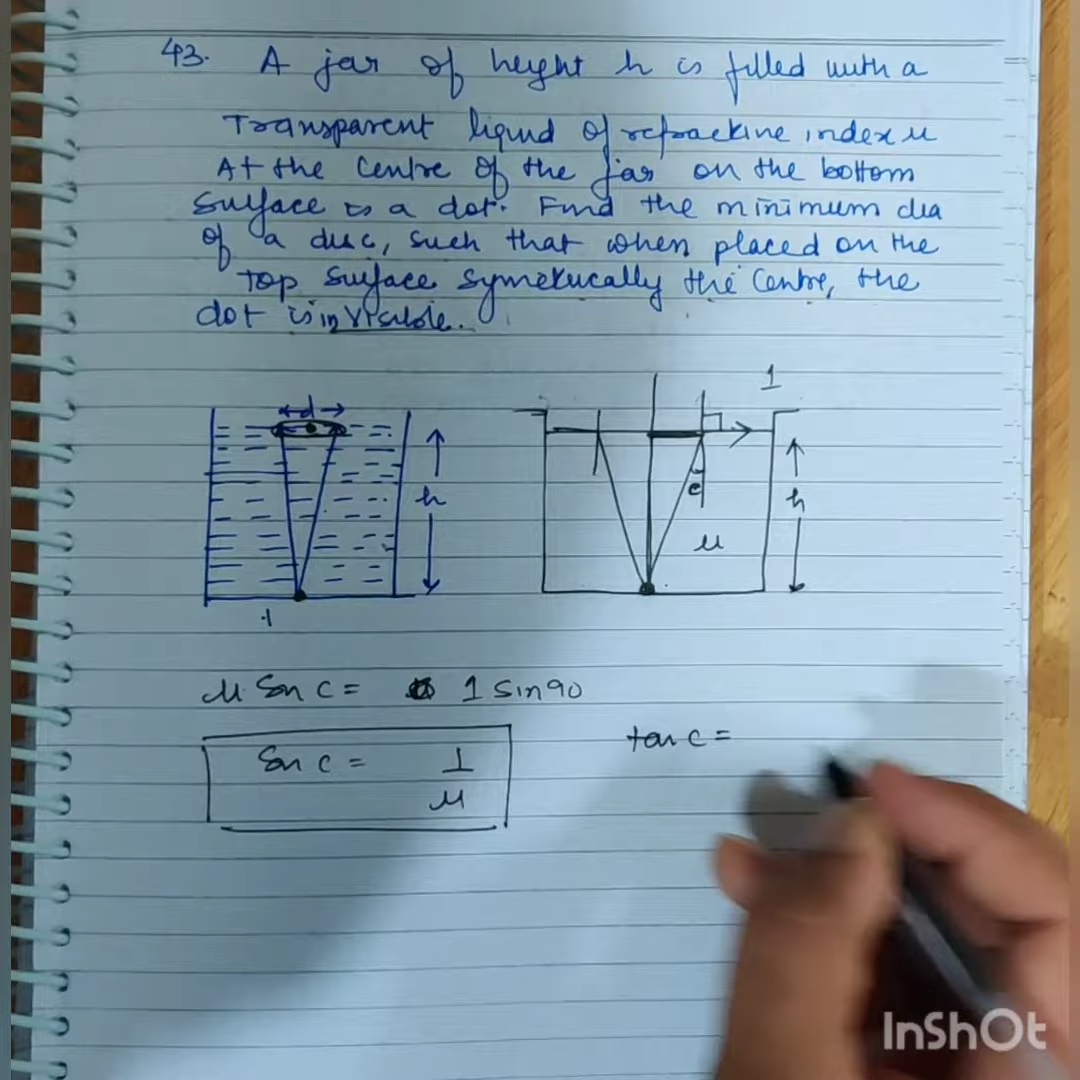 43. A jar of height h is filled with a
Transparent liquid of refractive index μ
At the Centre of the jar on the bottom
Surface is a dot. Find the minimum dia
of a disc, such that when placed on the
Top surface symetrically the Centre, the
dot is invisible.
d
h
1
c
μ
h
μ Sin C = 1 sin 90
Sin C = 1
μ
tan C =
InShOt